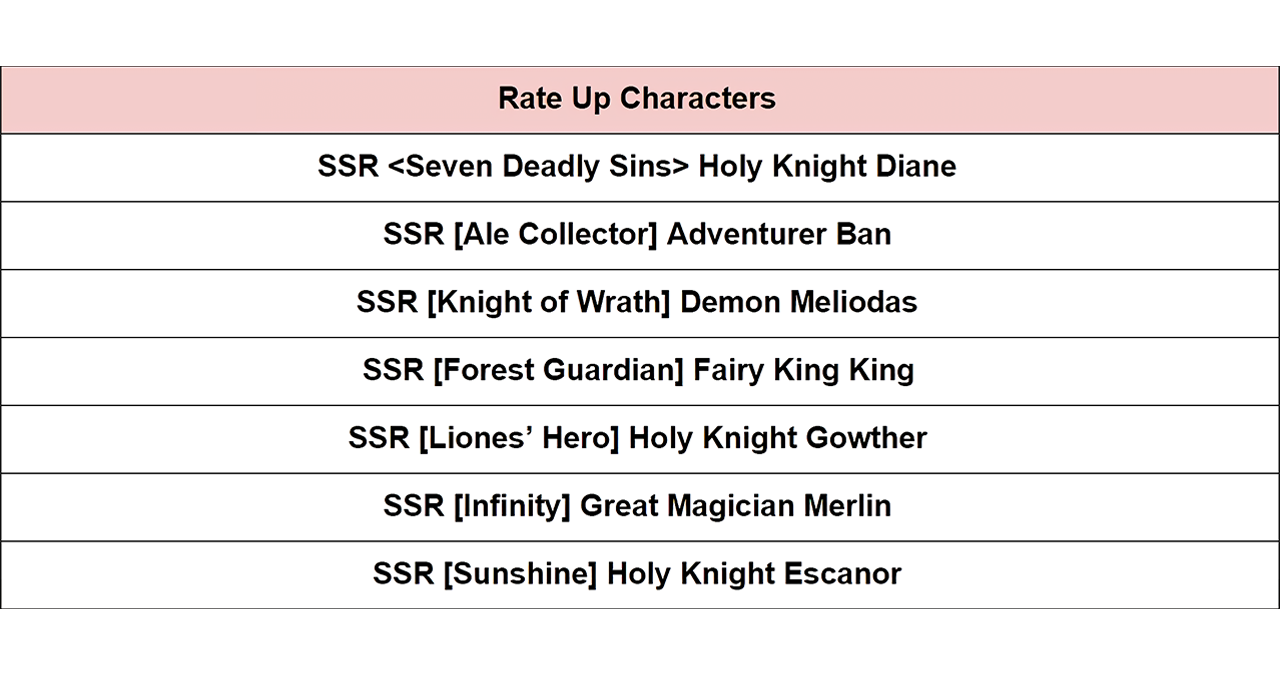 Rate Up Characters
SSR <Seven Deadly Sins> Holy Knight Diane
SSR [Ale Collector] Adventurer Ban
SSR [Knight of Wrath] Demon Meliodas
SSR [Forest Guardian] Fairy King King
SSR [Liones’ Hero] Holy Knight Gowther
SSR [Infinity] Great Magician Merlin
SSR [Sunshine] Holy Knight Escanor